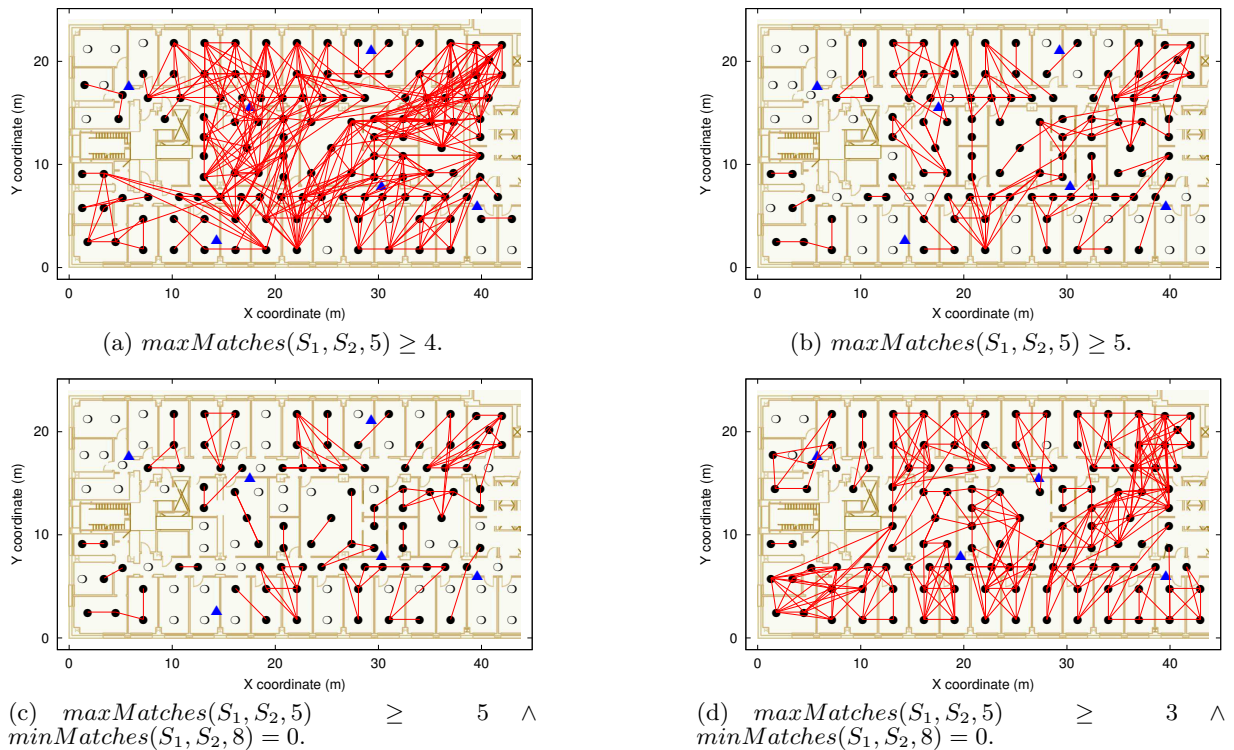 20
10
0
Y coordinate (m)
0 10 20 30 40
X coordinate (m)
(a) maxMatches(S₁, S₂, 5) ≥ 4.
20
10
0
Y coordinate (m)
0 10 20 30 40
X coordinate (m)
(b) maxMatches(S₁, S₂, 5) ≥ 5.
20
10
0
Y coordinate (m)
0 10 20 30 40
X coordinate (m)
(c) maxMatches(S₁, S₂, 5) ≥ 5 ∧
minMatches(S₁, S₂, 8) = 0.
20
10
0
Y coordinate (m)
0 10 20 30 40
X coordinate (m)
(d) maxMatches(S₁, S₂, 5) ≥ 3 ∧
minMatches(S₁, S₂, 8) = 0.